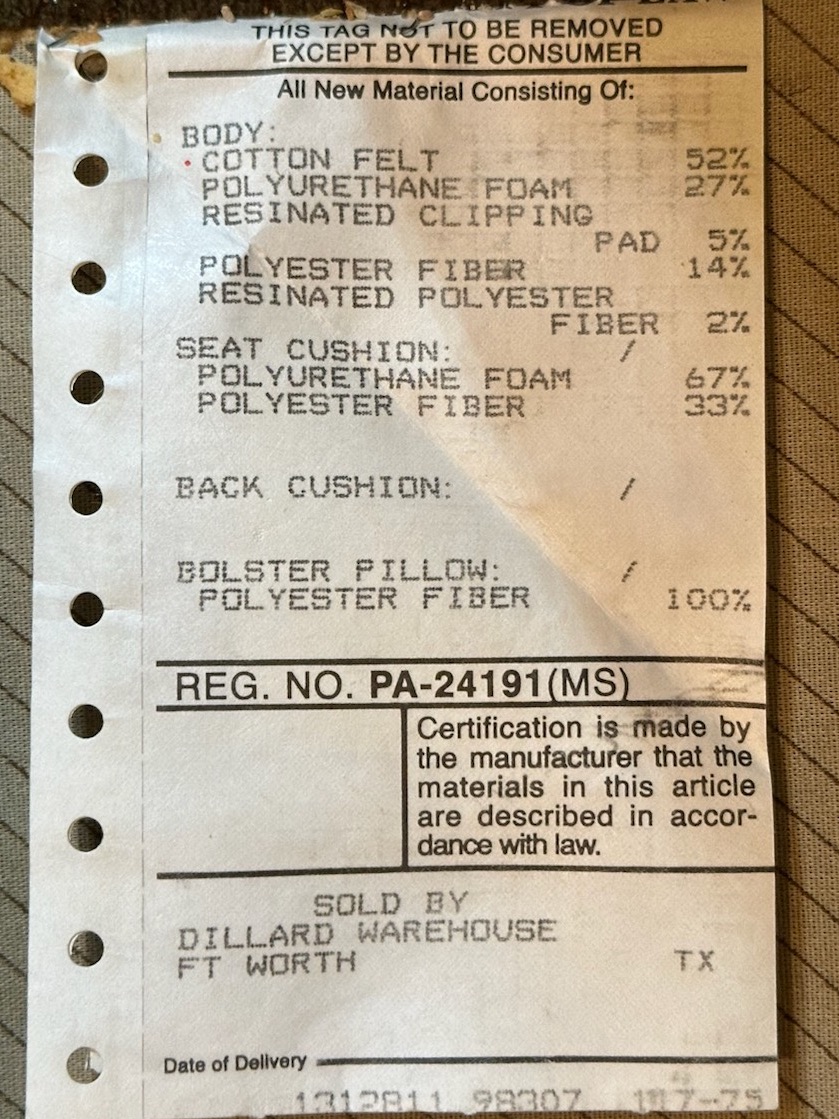 THIS TAG NOT TO BE REMOVED
EXCEPT BY THE CONSUMER
All New Material Consisting Of:
BODY:
COTTON FELT 52%
POLYURETHANE FOAM 27%
RESINATED CLIPPING
PAD 5%
POLYESTER FIBER 14%
RESINATED POLYESTER
FIBER 2%
SEAT CUSHION: /
POLYURETHANE FOAM 67%
POLYESTER FIBER 33%
BACK CUSHION: /
BOLSTER PILLOW: /
POLYESTER FIBER 100%
REG. NO. PA-24191(MS)
Certification is made by
the manufacturer that the
materials in this article
are described in accor-
dance with law.
SOLD BY
DILLARD WAREHOUSE
FT WORTH TX
Date of Delivery
1312811 98307